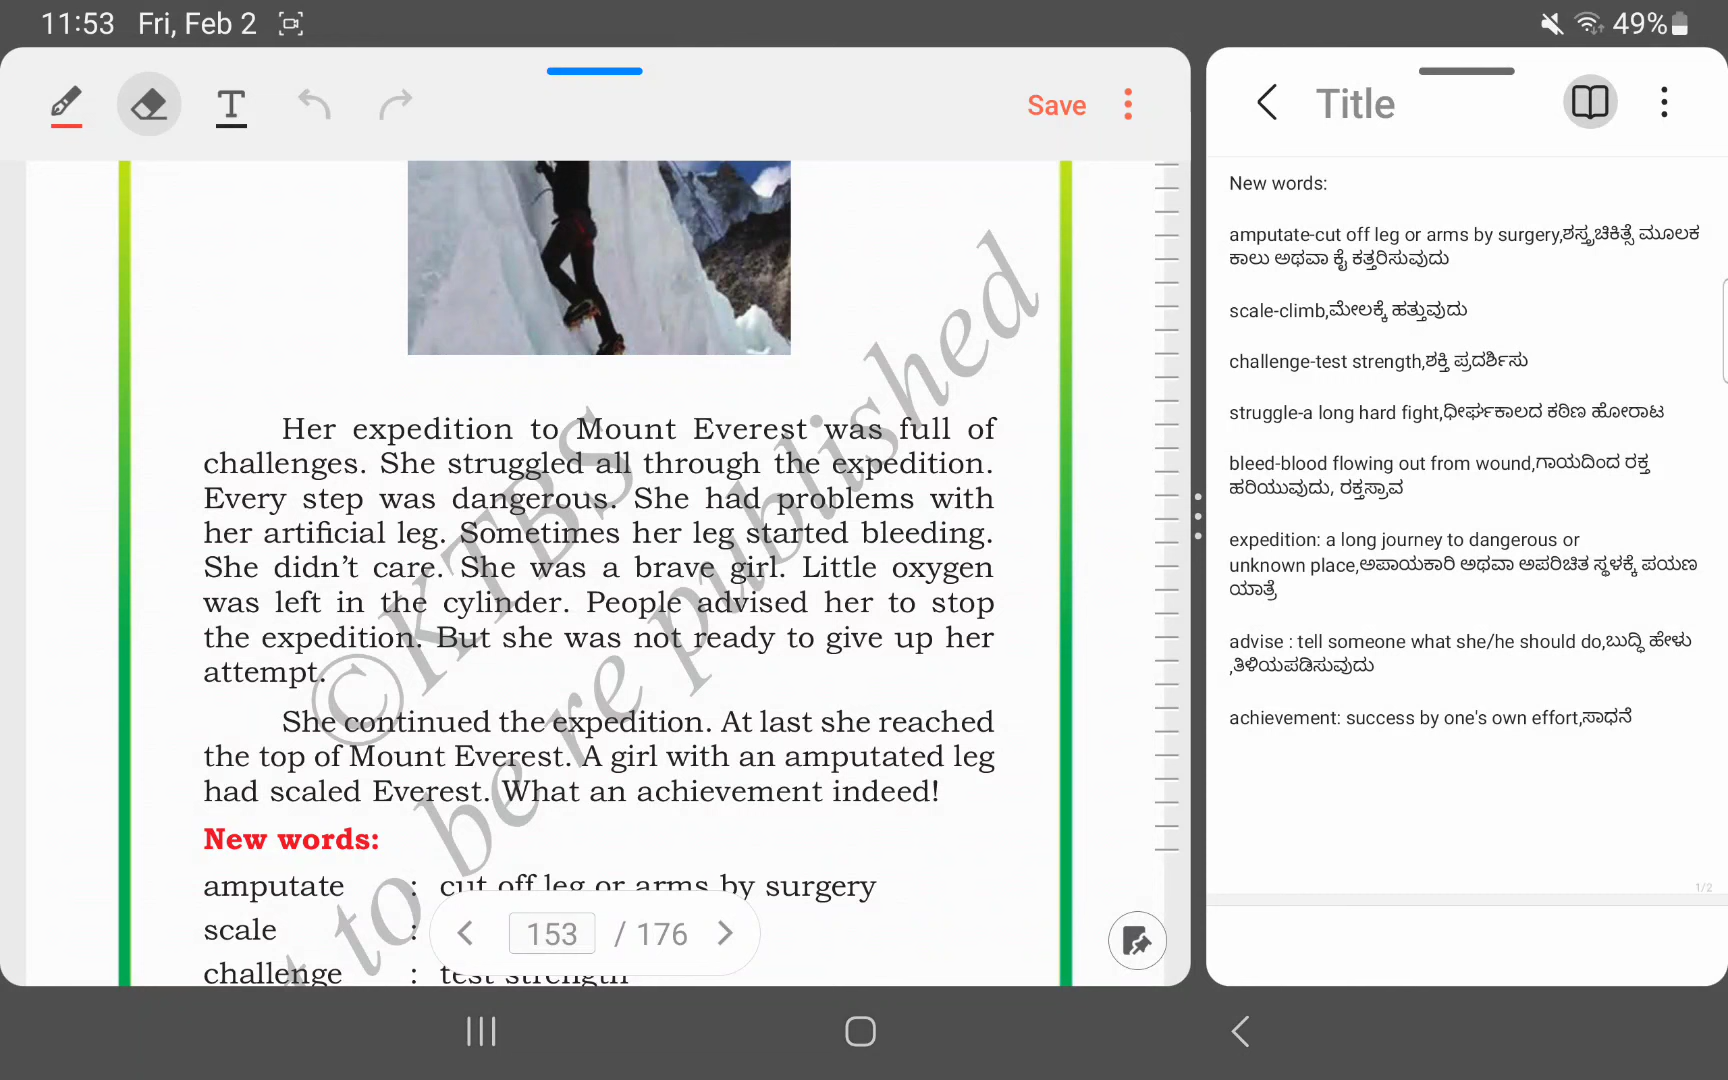 11:53 Fri, Feb 2
49%
Save
Her expedition to Mount Everest was full of
challenges. She struggled all through the expedition.
Every step was dangerous. She had problems with
her artificial leg. Sometimes her leg started bleeding.
She didn't care. She was a brave girl. Little oxygen
was left in the cylinder. People advised her to stop
the expedition. But she was not ready to give up her
attempt.
She continued the expedition. At last she reached
the top of Mount Everest. A girl with an amputated leg
had scaled Everest. What an achievement indeed!
New words:
amputate : cut off leg or arms by surgery
scale :
challenge : test strength
©KTBS
to be re published
153 / 176
Title
New words:
amputate-cut off leg or arms by surgery,ಶಸ್ತ್ರಚಿಕಿತ್ಸೆ ಮೂಲಕ
ಕಾಲು ಅಥವಾ ಕೈ ಕತ್ತರಿಸುವುದು
scale-climb,ಮೇಲಕ್ಕೆ ಹತ್ತುವುದು
challenge-test strength,ಶಕ್ತಿ ಪ್ರದರ್ಶಿಸು
struggle-a long hard fight,ಧೀರ್ಘಕಾಲದ ಕಠಿಣ ಹೋರಾಟ
bleed-blood flowing out from wound,ಗಾಯದಿಂದ ರಕ್ತ
ಹರಿಯುವುದು, ರಕ್ತಸ್ರಾವ
expedition: a long journey to dangerous or
unknown place,ಅಪಾಯಕಾರಿ ಅಥವಾ ಅಪರಿಚಿತ ಸ್ಥಳಕ್ಕೆ ಪಯಣ
ಯಾತ್ರೆ
advise : tell someone what she/he should do,ಬುದ್ಧಿ ಹೇಳು
,ತಿಳಿಯಪಡಿಸುವುದು
achievement: success by one's own effort,ಸಾಧನೆ
1/2